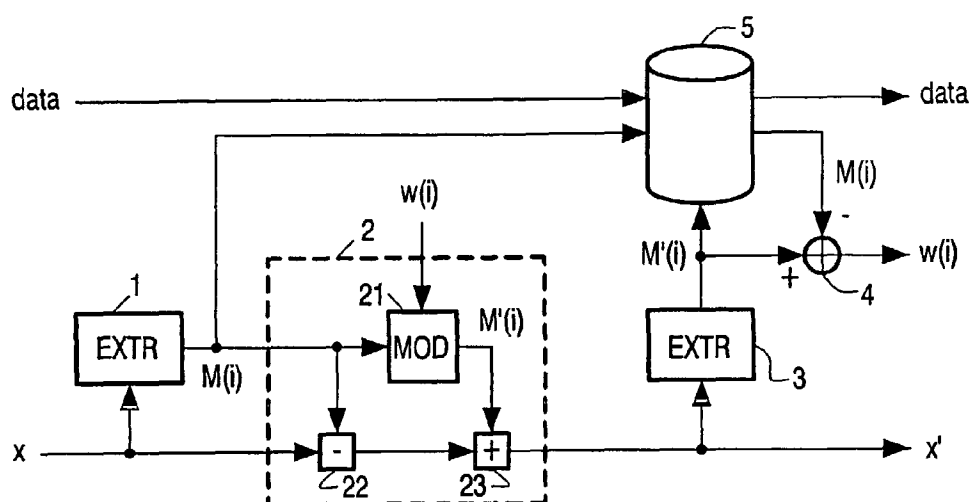 5
data
data
M(i)
w(i)
-
2
M'(i)
+
w(i)
4
1
21
M'(i)
EXTR
MOD
EXTR
3
M(i)
x
-
+
x'
22
23